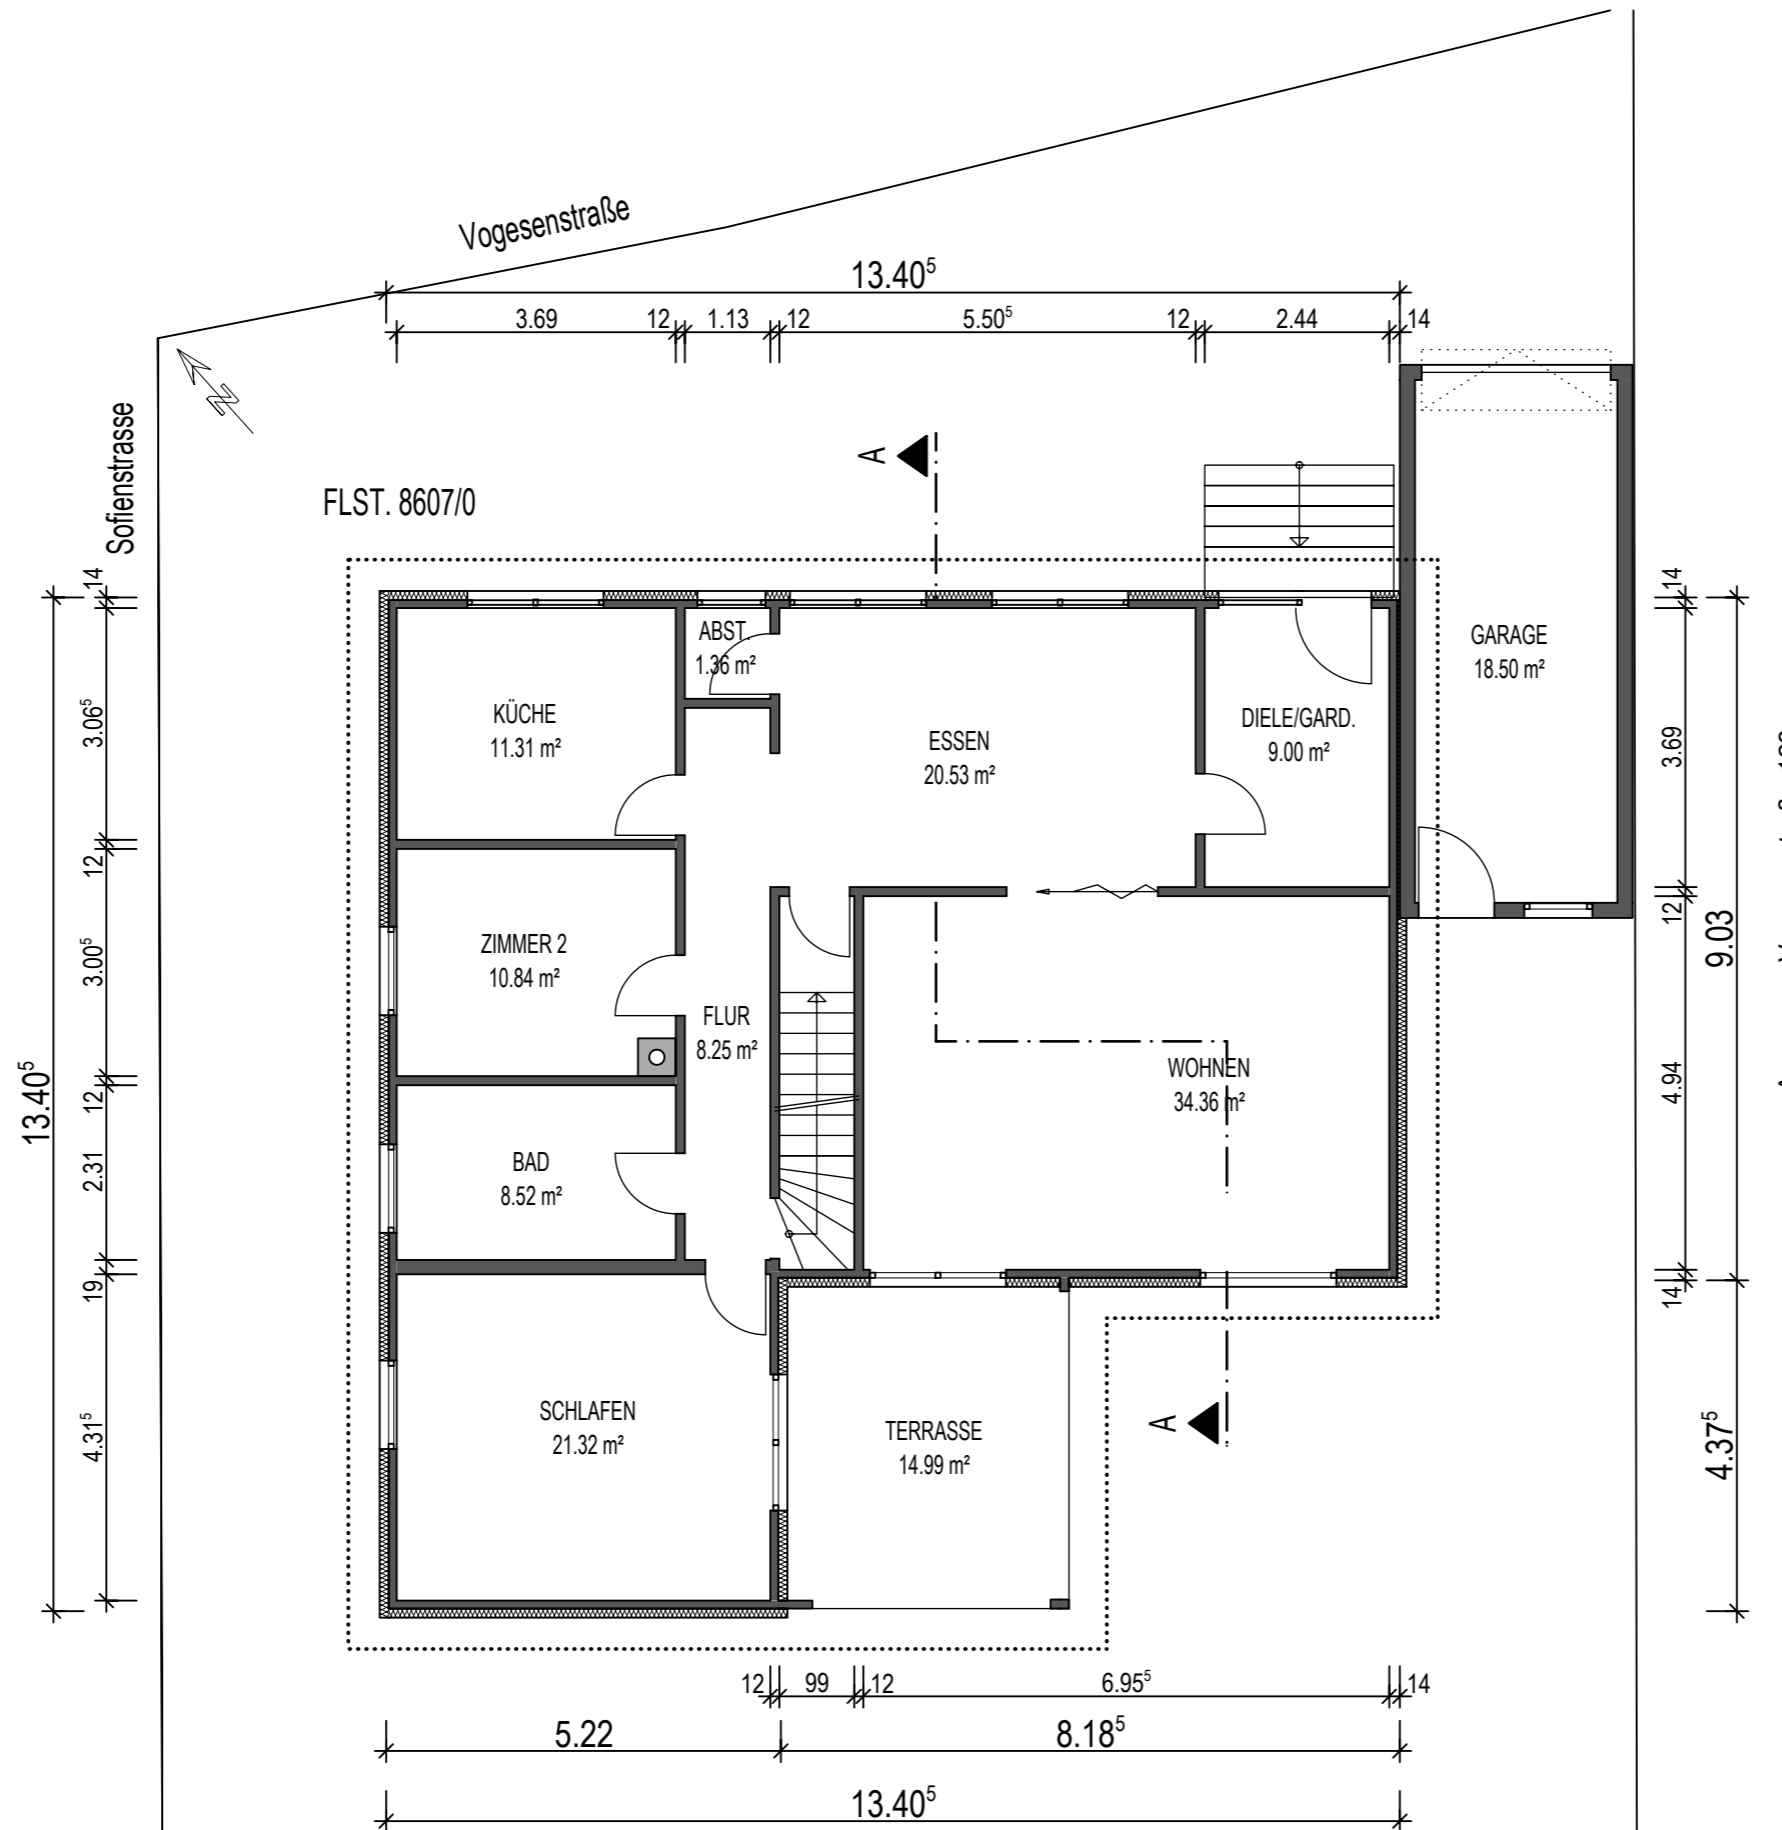 Vogesenstraße
13.40⁵
3.69
12
1.13
12
5.50⁵
12
2.44
14
N
Sofienstrasse
A
FLST. 8607/0
14
3.06⁵
12
3.00⁵
12
2.31
19
4.31⁵
13.40⁵
ABST.
1.36 m²
KÜCHE
11.31 m²
ESSEN
20.53 m²
DIELE/GARD.
9.00 m²
GARAGE
18.50 m²
ZIMMER 2
10.84 m²
FLUR
8.25 m²
WOHNEN
34.36 m²
BAD
8.52 m²
SCHLAFEN
21.32 m²
TERRASSE
14.99 m²
A
14
3.69
12
4.94
14
9.03
4.37⁵
12
99
12
6.95⁵
14
5.22
8.18⁵
13.40⁵